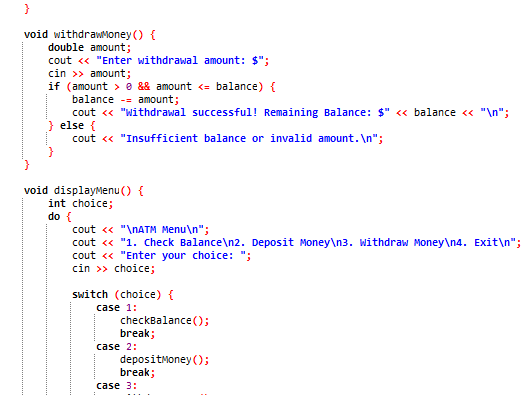 }
void withdrawMoney() {
double amount;
cout << "Enter withdrawal amount: $";
cin >> amount;
if (amount > 0 && amount <= balance) {
balance -= amount;
cout << "Withdrawal successful! Remaining Balance: $" << balance << "\n";
} else {
cout << "Insufficient balance or invalid amount.\n";
}
}
void displayMenu() {
int choice;
do {
cout << "\nATM Menu\n";
cout << "1. Check Balance\n2. Deposit Money\n3. Withdraw Money\n4. Exit\n";
cout << "Enter your choice: ";
cin >> choice;
switch (choice) {
case 1:
checkBalance();
break;
case 2:
depositMoney();
break;
case 3: